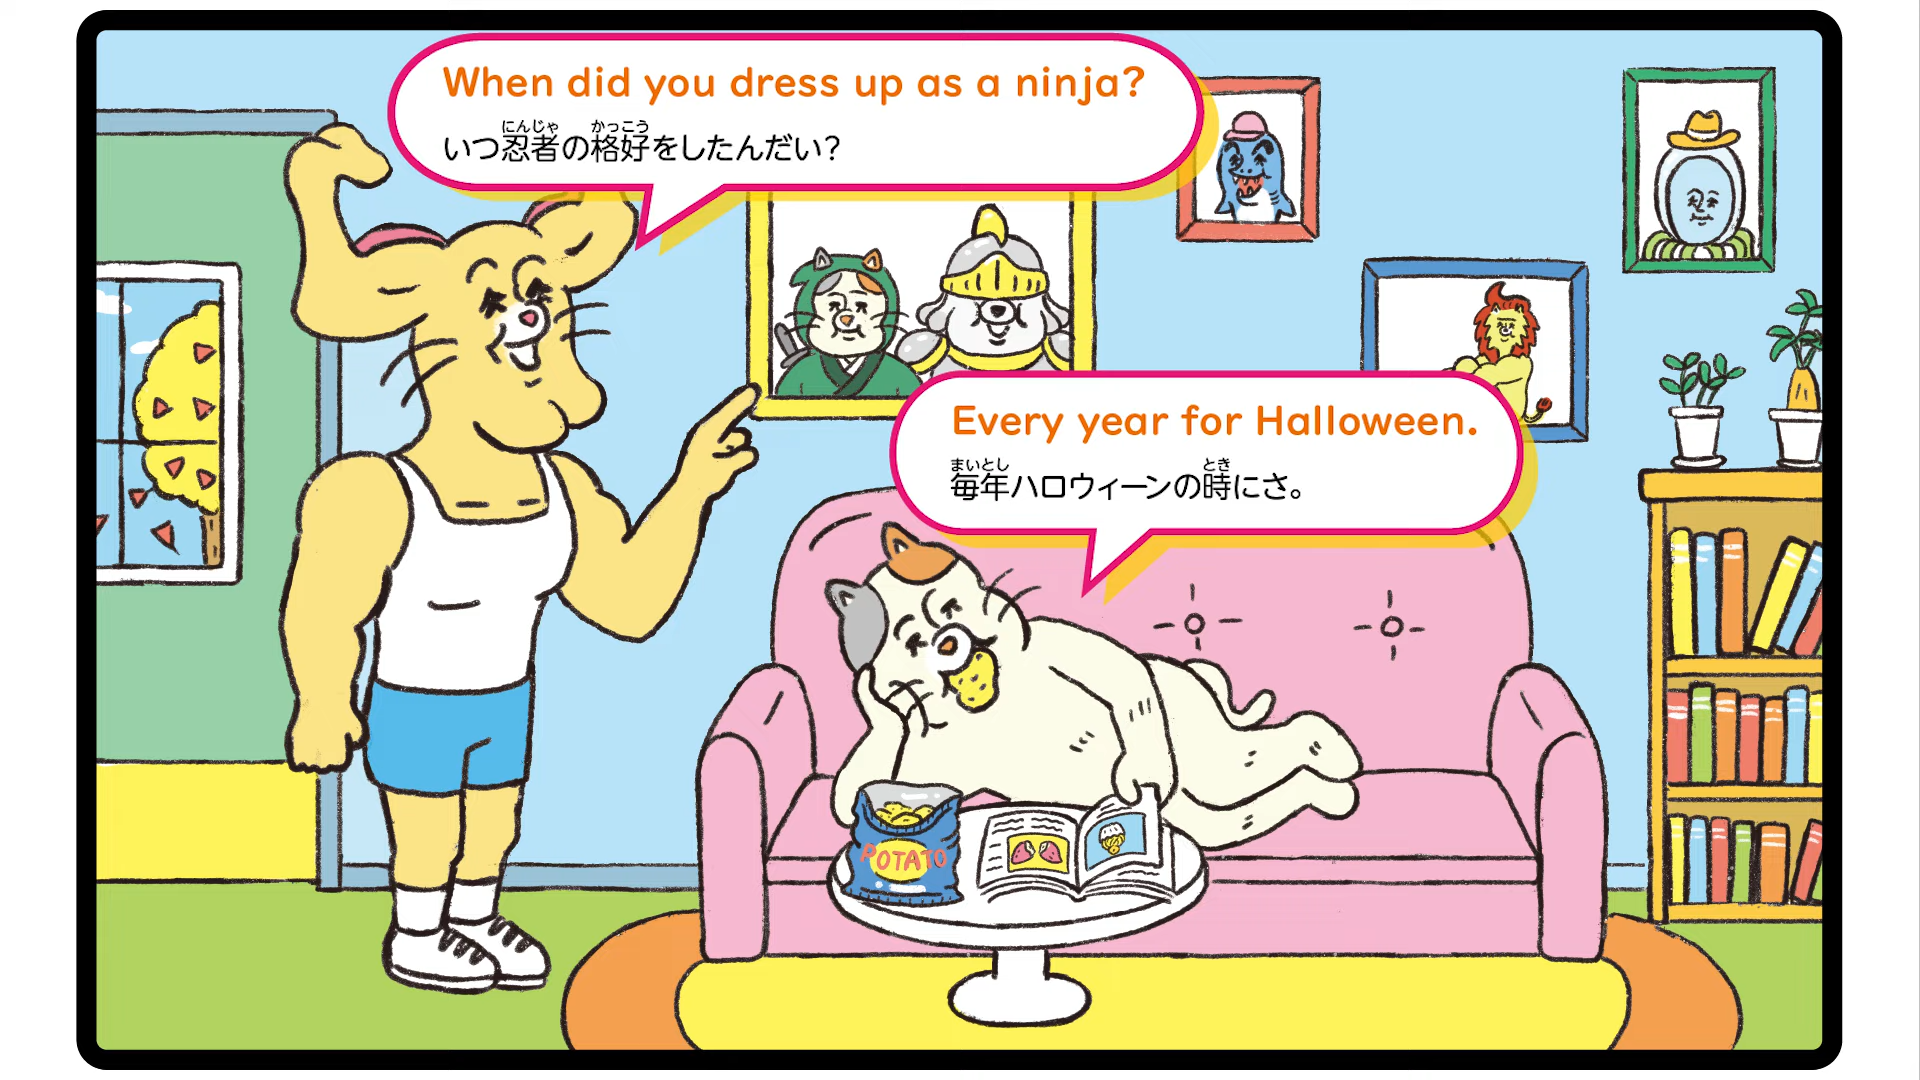 When did you dress up as a ninja?
にんじゃ かっこう
いつ忍者の格好をしたんだい?
Every year for Halloween.
まいとし とき
毎年ハロウィーンの時にさ。
POTATO